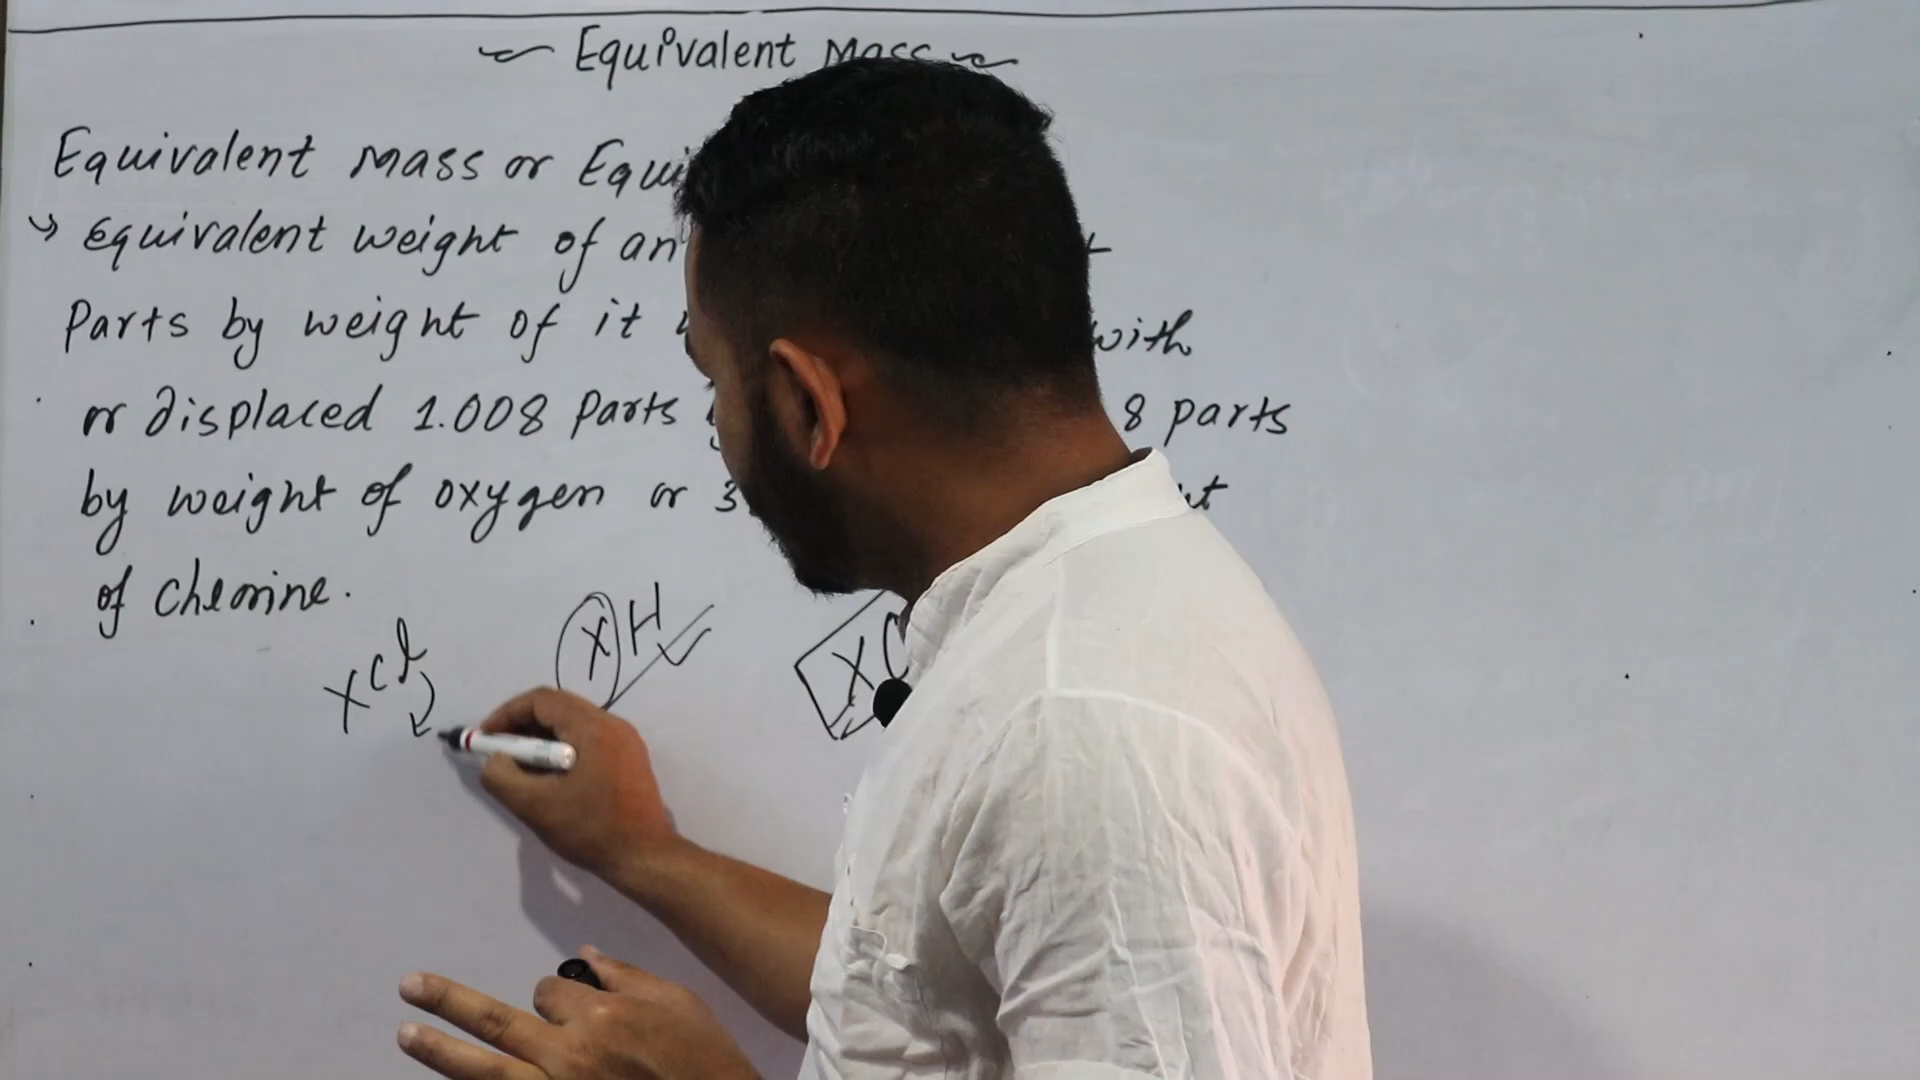 Equivalent Mass
Equivalent Mass or
Equivalent weight of an
Parts by weight of it with
or displaced 1.008 Parts 8 parts
by weight of oxygen or 3
of chlorine.
XCl XH X